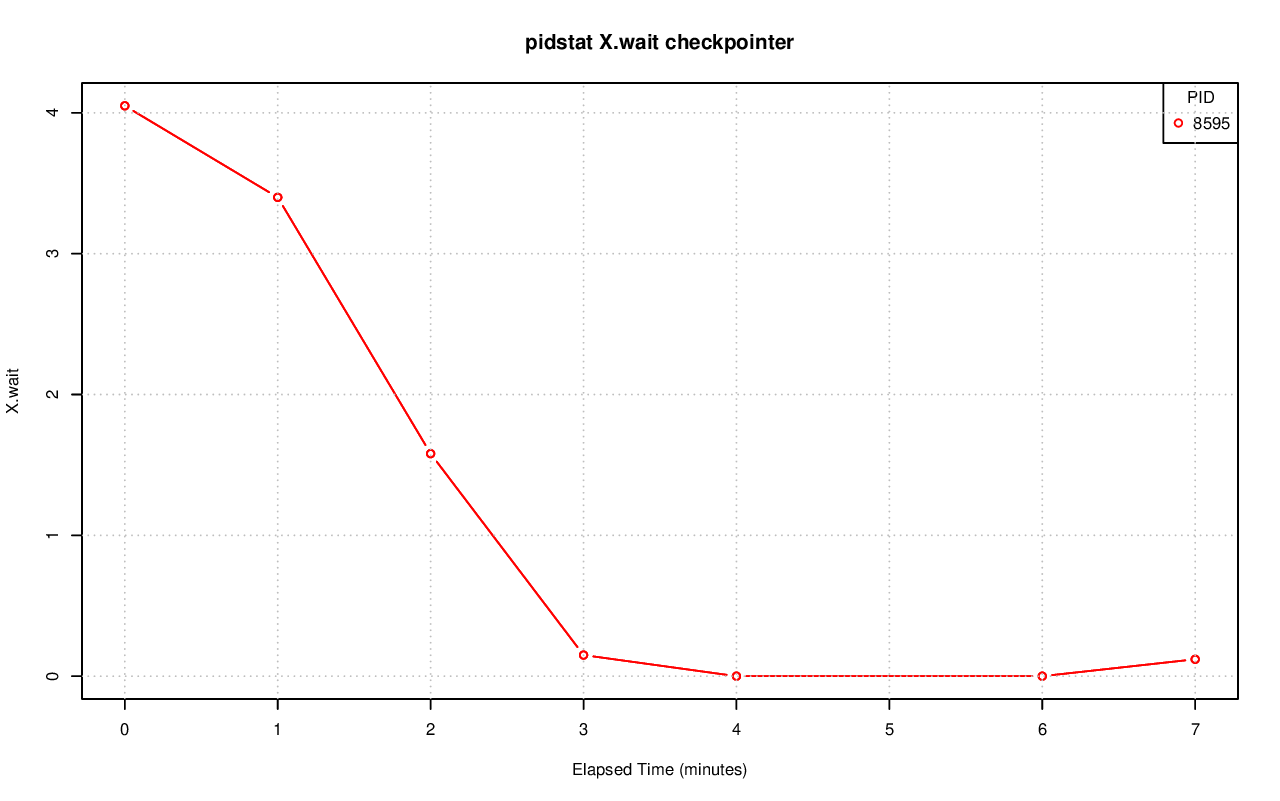 pidstat X.wait checkpointer
PID
8595
4
3
2
1
0
X.wait
0 1 2 3 4 5 6 7
Elapsed Time (minutes)